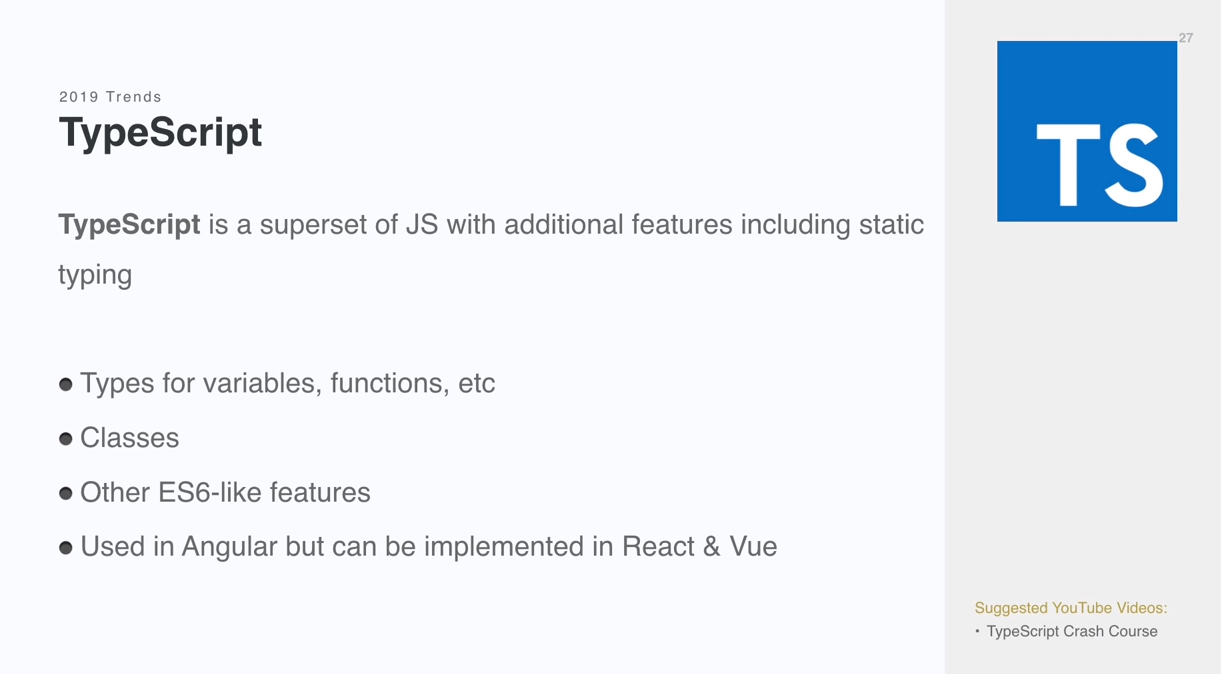 27
2019 Trends
TypeScript
TS
TypeScript is a superset of JS with additional features including static
typing
● Types for variables, functions, etc
● Classes
● Other ES6-like features
● Used in Angular but can be implemented in React & Vue
Suggested YouTube Videos:
• TypeScript Crash Course